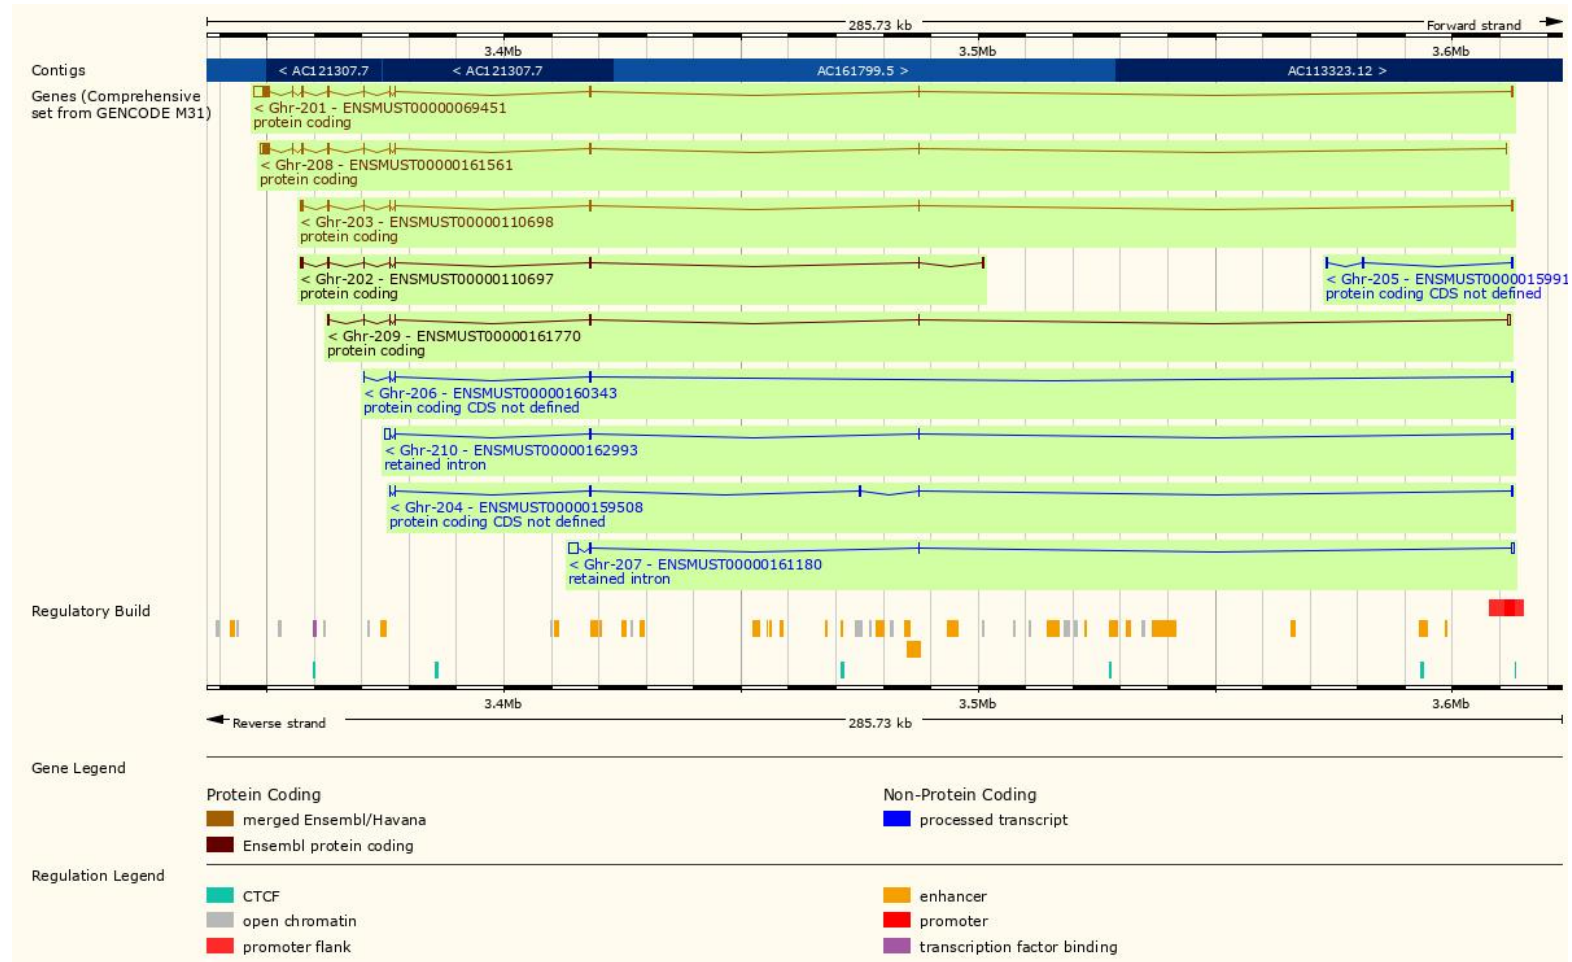 285.73 kb
Forward strand
3.4Mb
3.5Mb
3.6Mb
Contigs
< AC121307.7
< AC121307.7
AC161799.5 >
AC113323.12 >
Genes (Comprehensive
set from GENCODE M31)
< Ghr-201 - ENSMUST00000069451
protein coding
< Ghr-208 - ENSMUST00000161561
protein coding
< Ghr-203 - ENSMUST00000110698
protein coding
< Ghr-202 - ENSMUST00000110697
protein coding
< Ghr-205 - ENSMUST0000015991
protein coding CDS not defined
< Ghr-209 - ENSMUST00000161770
protein coding
< Ghr-206 - ENSMUST00000160343
protein coding CDS not defined
< Ghr-210 - ENSMUST00000162993
retained intron
< Ghr-204 - ENSMUST00000159508
protein coding CDS not defined
< Ghr-207 - ENSMUST00000161180
retained intron
Regulatory Build
3.4Mb
3.5Mb
3.6Mb
Reverse strand
285.73 kb
Gene Legend
Protein Coding
merged Ensembl/Havana
Ensembl protein coding
Non-Protein Coding
processed transcript
Regulation Legend
CTCF
open chromatin
promoter flank
enhancer
promoter
transcription factor binding